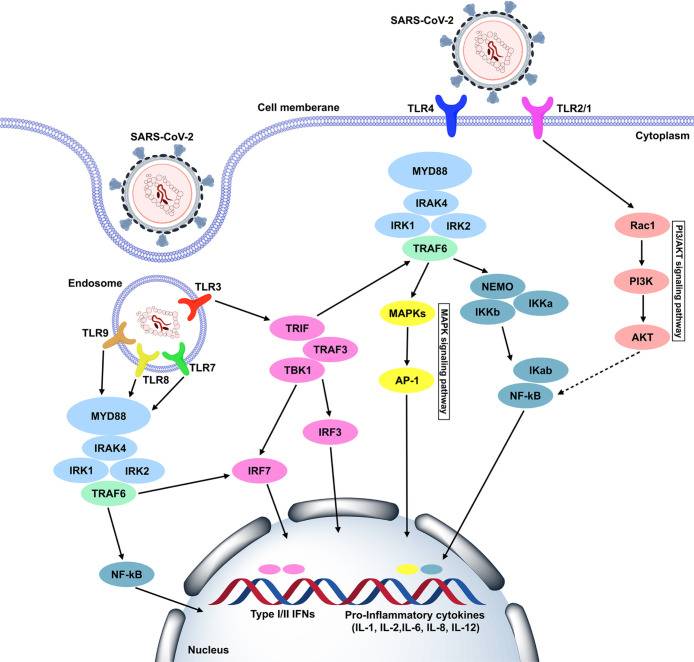 SARS-CoV-2
TLR4
TLR2/1
Cell memberane
Cytoplasm
SARS-CoV-2
MYD88
IRAK4
IRK1
IRK2
TRAF6
Rac1
PI3K
AKT
PI3/AKT signaling pathway
Endosome
TLR3
TLR9
TLR8
TLR7
TRIF
TRAF3
TBK1
MAPKs
AP-1
MAPK signaling pathway
NEMO
IKKa
IKKb
IKab
NF-kB
MYD88
IRAK4
IRK1
IRK2
TRAF6
IRF3
IRF7
NF-kB
Type I/II IFNs
Pro-Inflammatory cytokines
(IL-1, IL-2,IL-6, IL-8, IL-12)
Nucleus